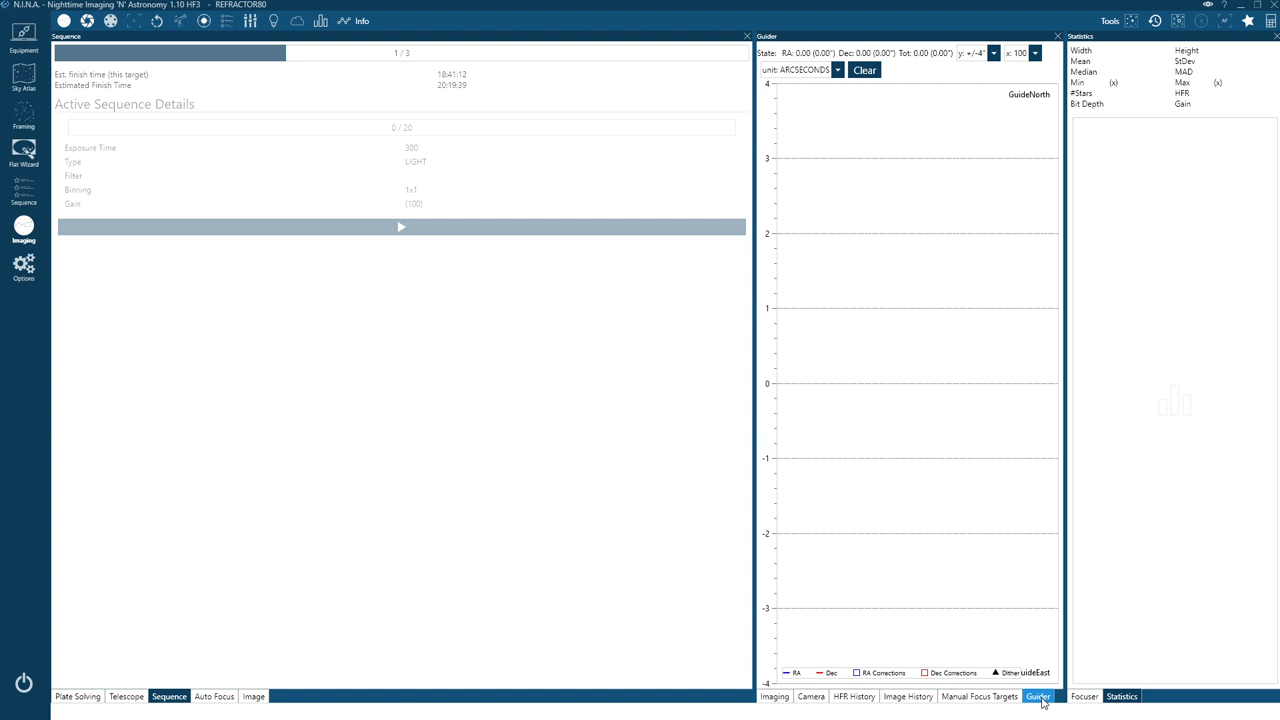 N.I.N.A. - Nighttime Imaging 'N' Astronomy 1.10 HF3 - REFRACTOR80
?
Info
Tools
AF
Equipment
Sky Atlas
Framing
Flat Wizard
Sequence
Imaging
Options
Sequence
1 / 3
Est. finish time (this target) 18:41:12
Estimated Finish Time 20:19:39
Active Sequence Details
0 / 20
Exposure Time 300
Type LIGHT
Filter
Binning 1x1
Gain (100)
Plate Solving Telescope Sequence Auto Focus Image
Guider
State: RA: 0.00 (0.00") Dec: 0.00 (0.00") Tot: 0.00 (0.00") y: +/-4" x: 100
unit: ARCSECONDS Clear
GuideNorth
4
3
2
1
0
-1
-2
-3
-4
RA Dec RA Corrections Dec Corrections Dither uideEast
Imaging Camera HFR History Image History Manual Focus Targets Guider
Statistics
Width Height
Mean StDev
Median MAD
Min (x) Max (x)
#Stars HFR
Bit Depth Gain
Focuser Statistics